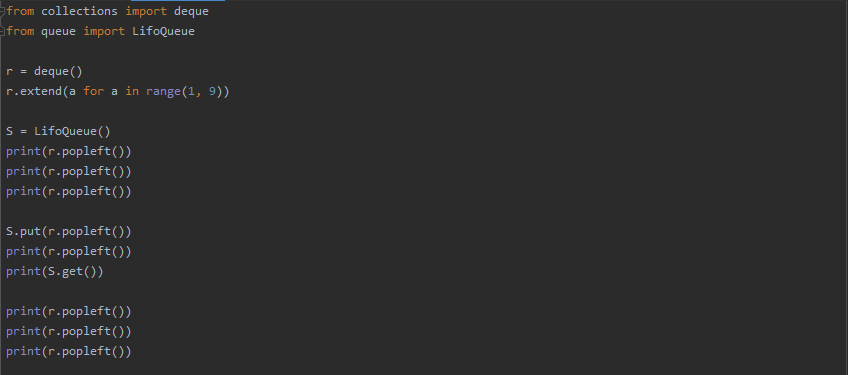 from collections import deque
from queue import LifoQueue
r = deque()
r.extend(a for a in range(1, 9))
S = LifoQueue()
print(r.popleft())
print(r.popleft())
print(r.popleft())
S.put(r.popleft())
print(r.popleft())
print(S.get())
print(r.popleft())
print(r.popleft())
print(r.popleft())